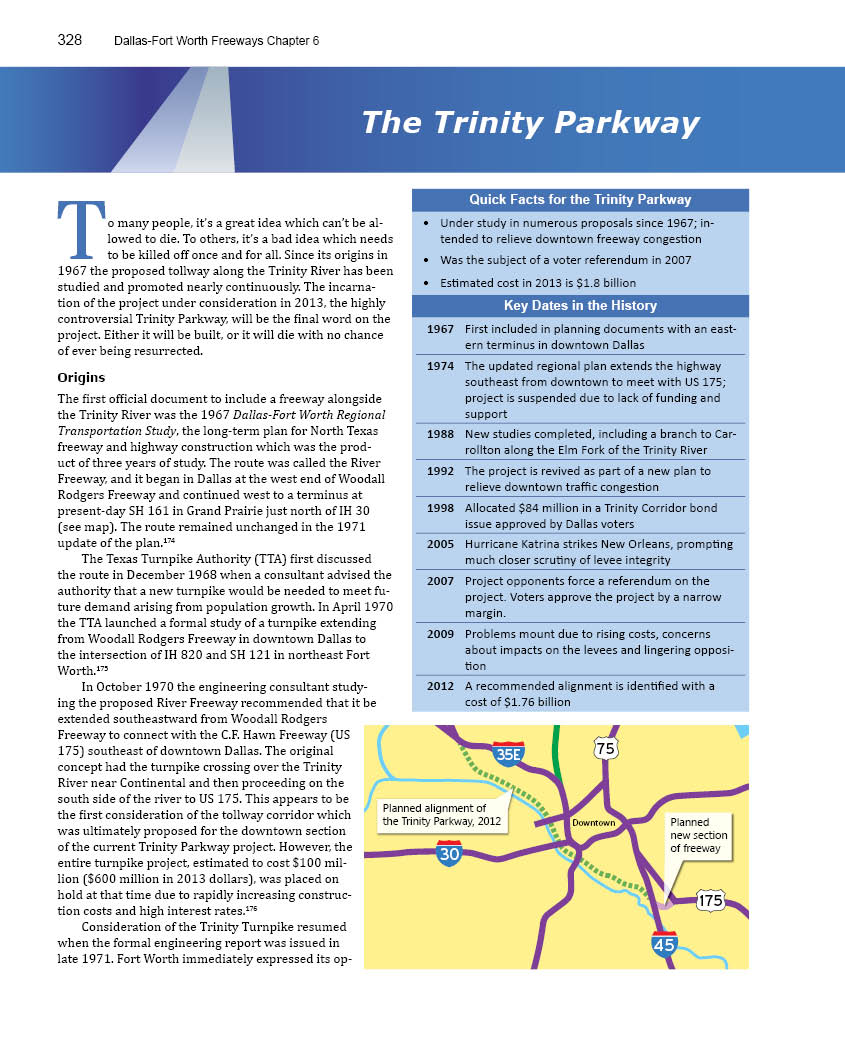 328 Dallas-Fort Worth Freeways Chapter 6
The Trinity Parkway
To many people, it's a great idea which can't be al-
lowed to die. To others, it's a bad idea which needs
to be killed off once and for all. Since its origins in
1967 the proposed tollway along the Trinity River has been
studied and promoted nearly continuously. The incarna-
tion of the project under consideration in 2013, the highly
controversial Trinity Parkway, will be the final word on the
project. Either it will be built, or it will die with no chance
of ever being resurrected.
Origins
The first official document to include a freeway alongside
the Trinity River was the 1967 Dallas-Fort Worth Regional
Transportation Study, the long-term plan for North Texas
freeway and highway construction which was the prod-
uct of three years of study. The route was called the River
Freeway, and it began in Dallas at the west end of Woodall
Rodgers Freeway and continued west to a terminus at
present-day SH 161 in Grand Prairie just north of IH 30
(see map). The route remained unchanged in the 1971
update of the plan.174
The Texas Turnpike Authority (TTA) first discussed
the route in December 1968 when a consultant advised the
authority that a new turnpike would be needed to meet fu-
ture demand arising from population growth. In April 1970
the TTA launched a formal study of a turnpike extending
from Woodall Rodgers Freeway in downtown Dallas to
the intersection of IH 820 and SH 121 in northeast Fort
Worth.175
In October 1970 the engineering consultant study-
ing the proposed River Freeway recommended that it be
extended southeastward from Woodall Rodgers
Freeway to connect with the C.F. Hawn Freeway (US
175) southeast of downtown Dallas. The original
concept had the turnpike crossing over the Trinity
River near Continental and then proceeding on the
south side of the river to US 175. This appears to be
the first consideration of the tollway corridor which
was ultimately proposed for the downtown section
of the current Trinity Parkway project. However, the
entire turnpike project, estimated to cost $100 mil-
lion ($600 million in 2013 dollars), was placed on
hold at that time due to rapidly increasing construc-
tion costs and high interest rates.176
Consideration of the Trinity Turnpike resumed
when the formal engineering report was issued in
late 1971. Fort Worth immediately expressed its op-
Quick Facts for the Trinity Parkway
• Under study in numerous proposals since 1967; in-
tended to relieve downtown freeway congestion
• Was the subject of a voter referendum in 2007
• Estimated cost in 2013 is $1.8 billion
Key Dates in the History
1967 First included in planning documents with an east-
ern terminus in downtown Dallas
1974 The updated regional plan extends the highway
southeast from downtown to meet with US 175;
project is suspended due to lack of funding and
support
1988 New studies completed, including a branch to Car-
rollton along the Elm Fork of the Trinity River
1992 The project is revived as part of a new plan to
relieve downtown traffic congestion
1998 Allocated $84 million in a Trinity Corridor bond
issue approved by Dallas voters
2005 Hurricane Katrina strikes New Orleans, prompting
much closer scrutiny of levee integrity
2007 Project opponents force a referendum on the
project. Voters approve the project by a narrow
margin.
2009 Problems mount due to rising costs, concerns
about impacts on the levees and lingering opposi-
tion
2012 A recommended alignment is identified with a
cost of $1.76 billion
35E
75
Planned alignment of
the Trinity Parkway, 2012
Downtown
Planned
new section
of freeway
30
175
45